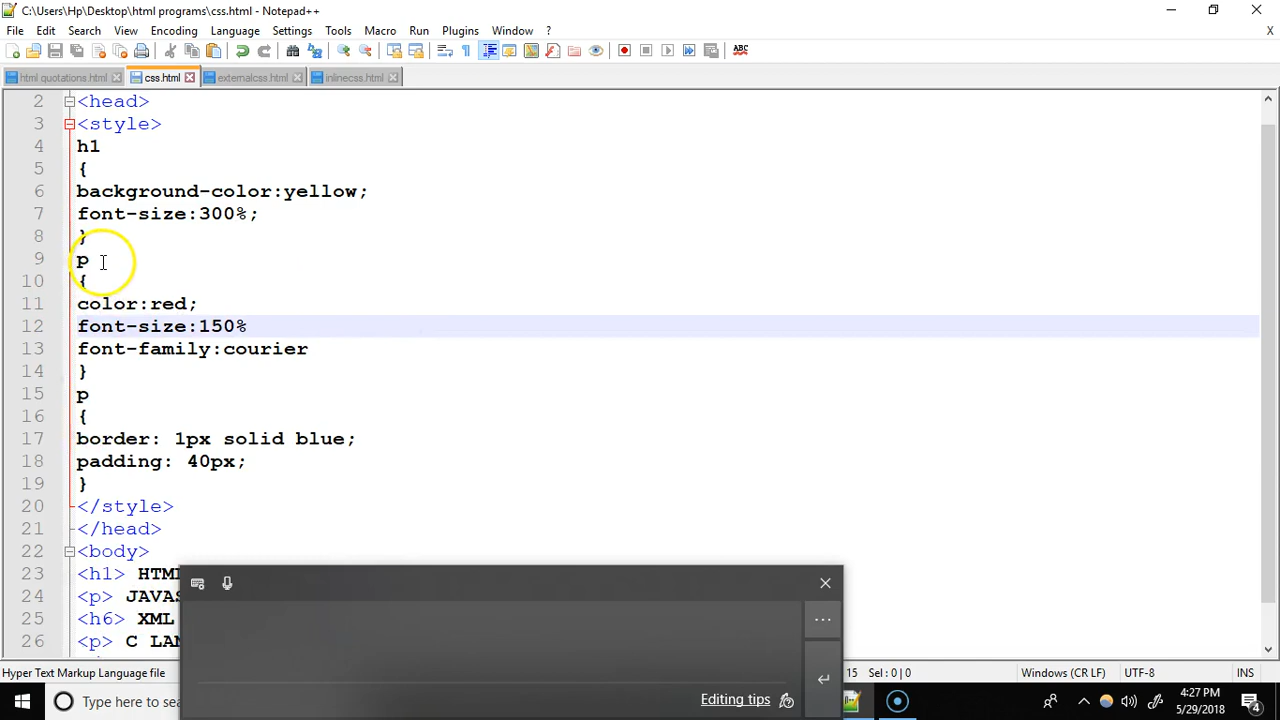 C:\Users\Hp\Desktop\html programs\css.html - Notepad++
File Edit Search View Encoding Language Settings Tools Macro Run Plugins Window ? X
html quotations.html css.html externalcss.html inlinecss.html
2 <head>
3 <style>
4 h1
5 {
6 background-color:yellow;
7 font-size:300%;
8 }
9 p
10 {
11 color:red;
12 font-size:150%
13 font-family:courier
14 }
15 p
16 {
17 border: 1px solid blue;
18 padding: 40px;
19 }
20 </style>
21 </head>
22 <body>
23 <h1> HTM
24 <p> JAVAS
25 <h6> XML
26 <p> C LAN
Editing tips
Hyper Text Markup Language file 15 Sel : 0 | 0 Windows (CR LF) UTF-8 INS
Type here to sea
4:27 PM
5/29/2018
4